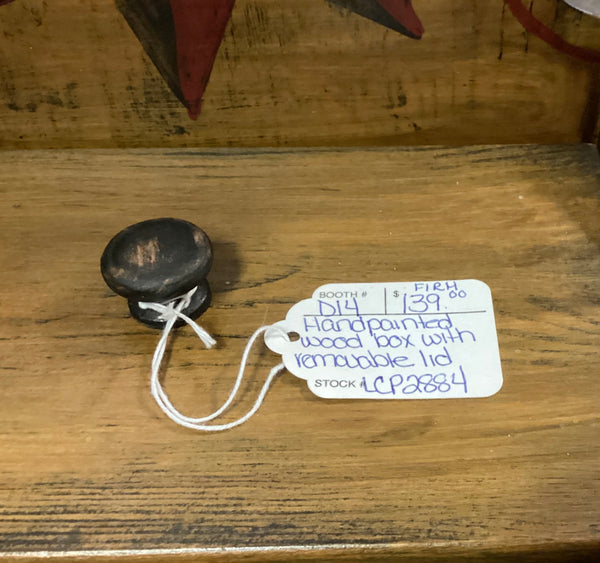 FIRM
BOOTH # D14 $ 139.00
Handpainted
wood box with
removable lid
STOCK # LCP2884